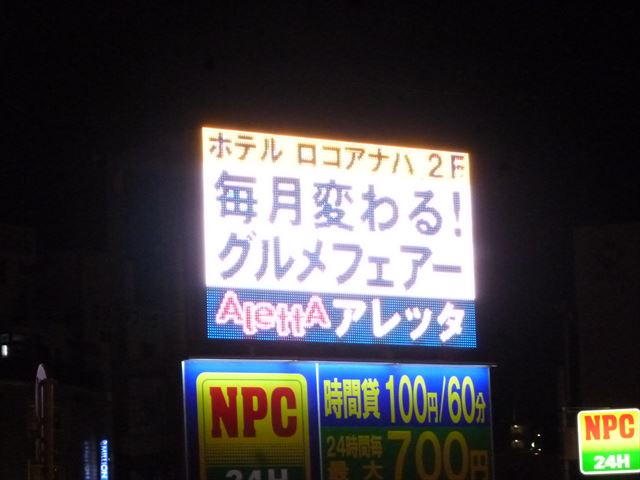 ホテル ロコアナハ 2F
毎月変わる!
グルメフェアー
AlettA アレッタ
NPC
24H
時間貸 100円/60分
24時間毎
最大 700円
NPC
24H